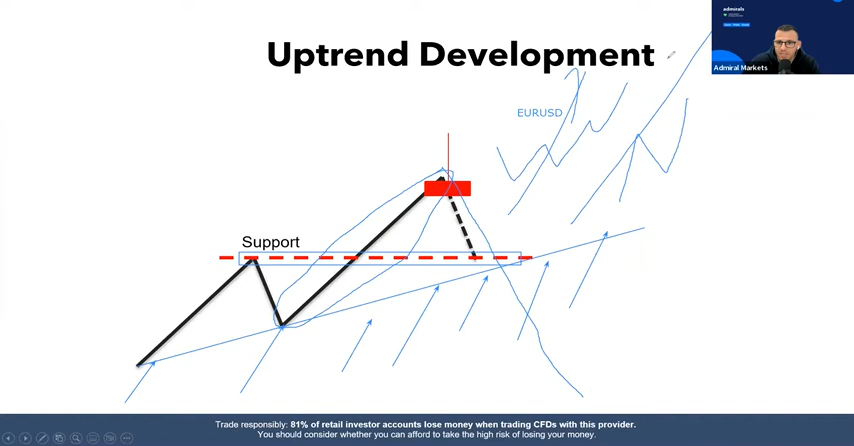 Uptrend Development
admirals
Admiral Markets
EURUSD
Support
Trade responsibly: 81% of retail investor accounts lose money when trading CFDs with this provider.
You should consider whether you can afford to take the high risk of losing your money.